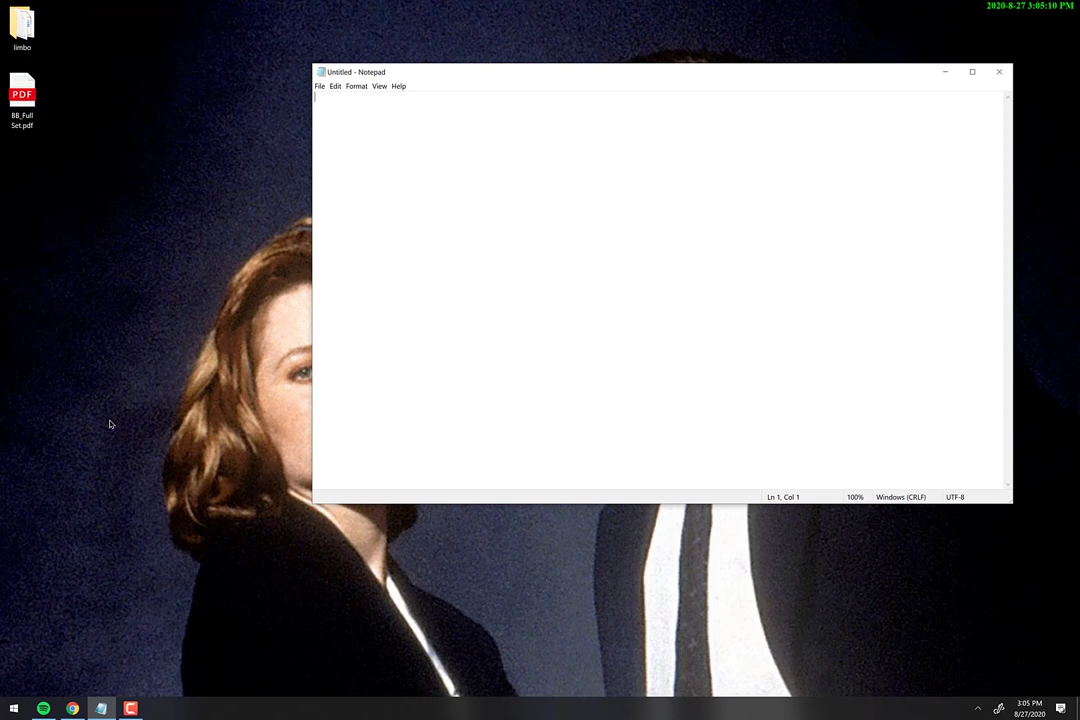 2020-8-27 3:05:10 PM
limbo
PDF
BB_Full
Set.pdf
Untitled - Notepad
File Edit Format View Help
Ln 1, Col 1 100% Windows (CRLF) UTF-8
3:05 PM
8/27/2020